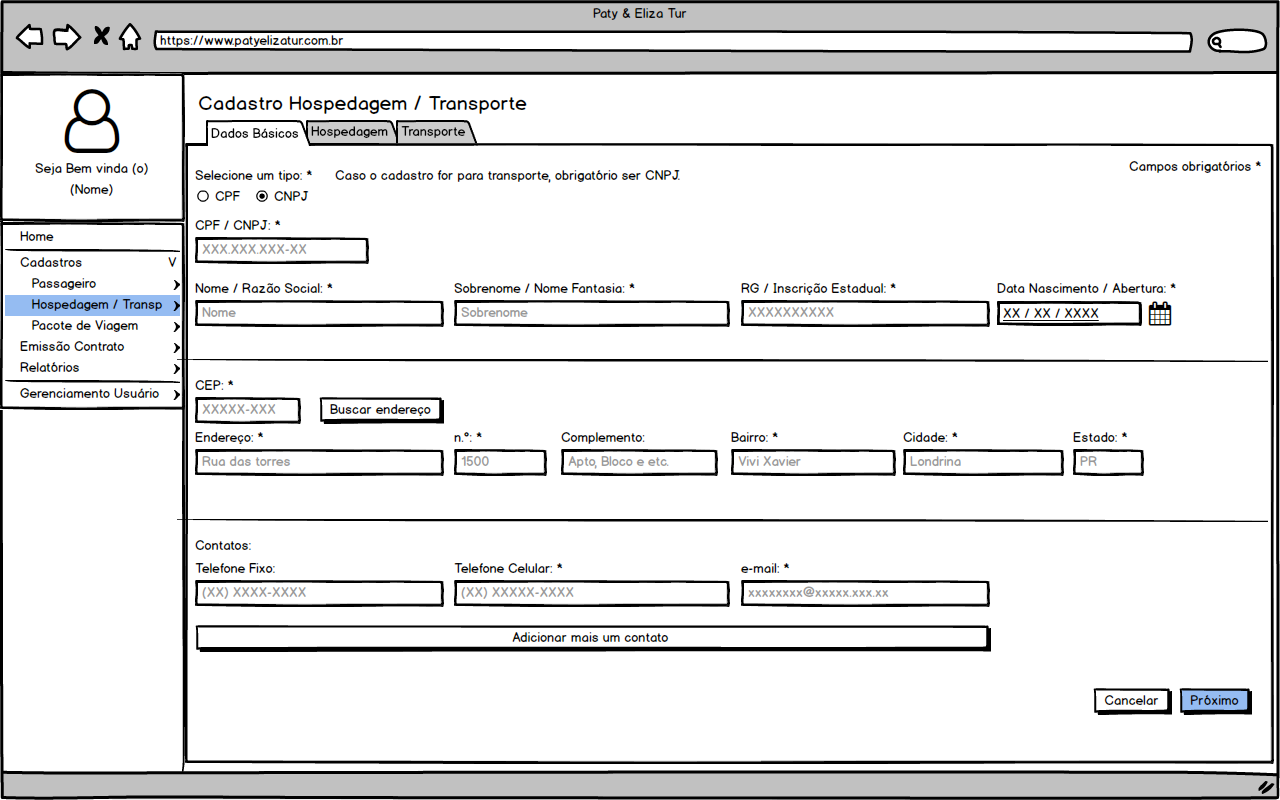 Paty & Eliza Tur
https://www.patyelizatur.com.br
Seja Bem vinda (o)
(Nome)
Home
Cadastros V
Passageiro
Hospedagem / Transp
Pacote de Viagem
Emissão Contrato
Relatórios
Gerenciamento Usuário
Cadastro Hospedagem / Transporte
Dados Básicos Hospedagem Transporte
Campos obrigatórios *
Selecione um tipo: * Caso o cadastro for para transporte, obrigatório ser CNPJ.
CPF CNPJ
CPF / CNPJ: *
XXX.XXX.XXX-XX
Nome / Razão Social: * Sobrenome / Nome Fantasia: * RG / Inscrição Estadual: * Data Nascimento / Abertura: *
Nome Sobrenome XXXXXXXXXX XX / XX / XXXX
CEP: *
XXXXX-XXX Buscar endereço
Endereço: * n.º: * Complemento: Bairro: * Cidade: * Estado: *
Rua das torres 1500 Apto, Bloco e etc. Vivi Xavier Londrina PR
Contatos:
Telefone Fixo: Telefone Celular: * e-mail: *
(XX) XXXX-XXXX (XX) XXXXX-XXXX xxxxxxxx@xxxxx.xxx.xx
Adicionar mais um contato
Cancelar Próximo